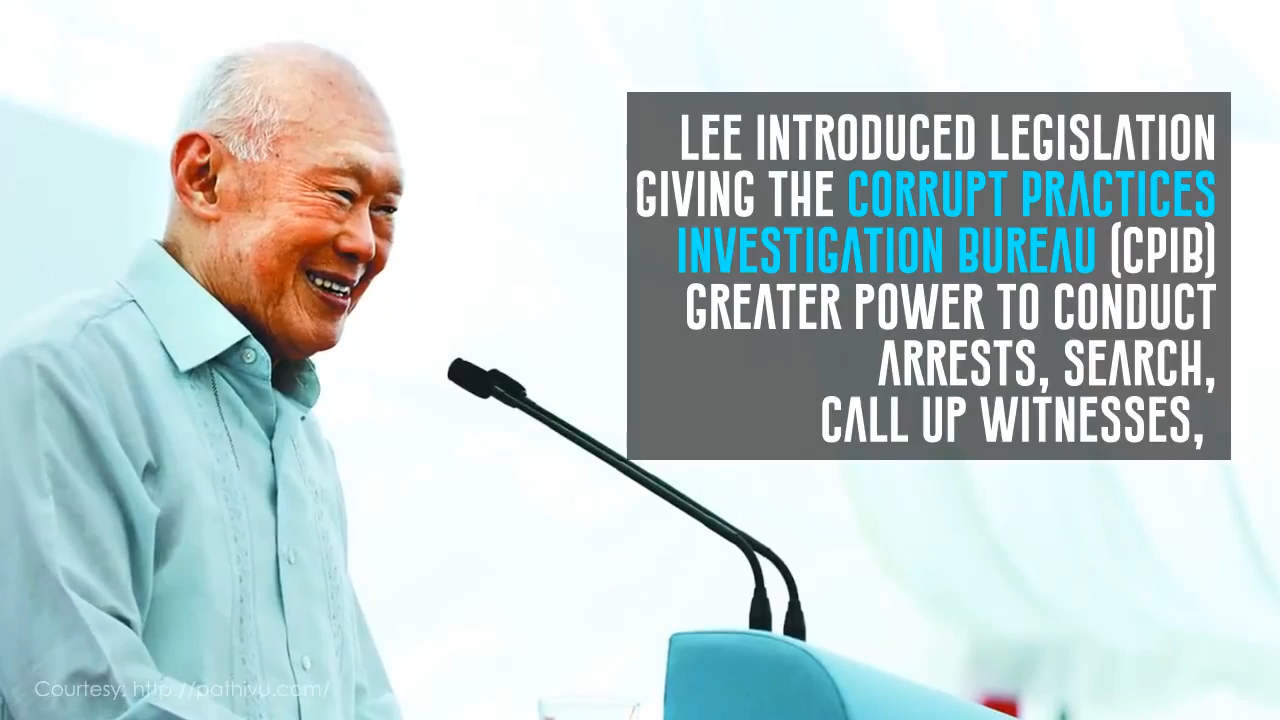 LEE INTRODUCED LEGISLATION
GIVING THE CORRUPT PRACTICES
INVESTIGATION BUREAU (CPIB)
GREATER POWER TO CONDUCT
ARRESTS, SEARCH,
CALL UP WITNESSES,
Courtesy: http://pathivu.com/